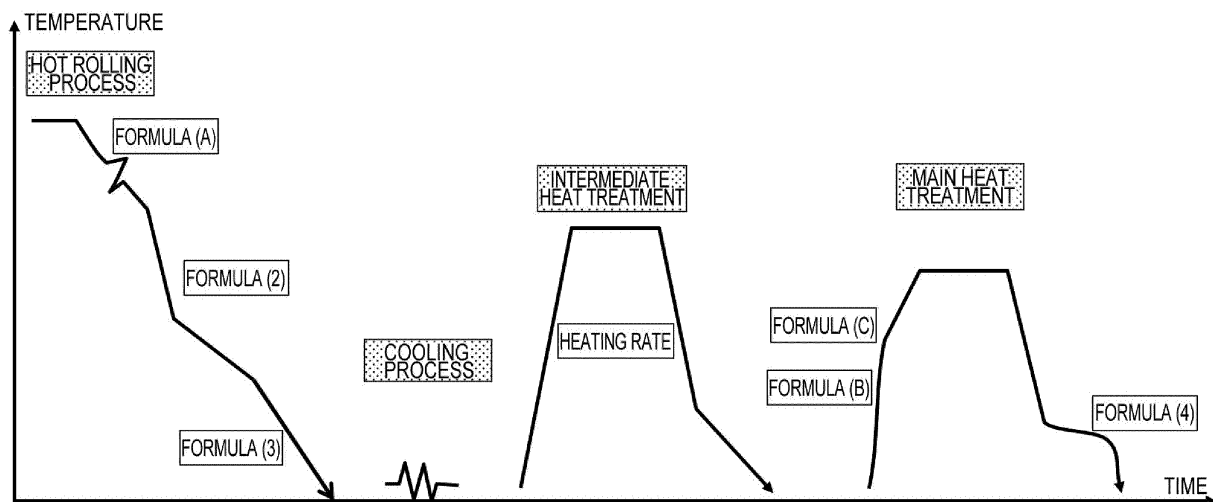 TEMPERATURE
HOT ROLLING
PROCESS
FORMULA (A)
FORMULA (2)
FORMULA (3)
COOLING
PROCESS
INTERMEDIATE
HEAT TREATMENT
HEATING RATE
MAIN HEAT
TREATMENT
FORMULA (C)
FORMULA (B)
FORMULA (4)
TIME